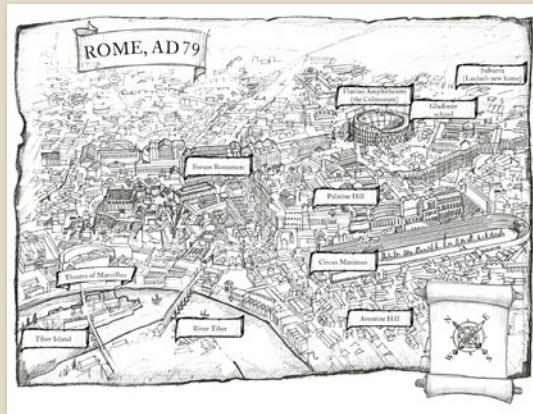 ROME, AD 79
Subura
(Lucius's new home)
Flavian Amphitheatre
(the Colosseum)
Gladiator
school
Forum Romanum
Palatine Hill
Circus Maximus
Theatre of Marcellus
Aventine Hill
River Tiber
Tiber Island
N
E
W
S